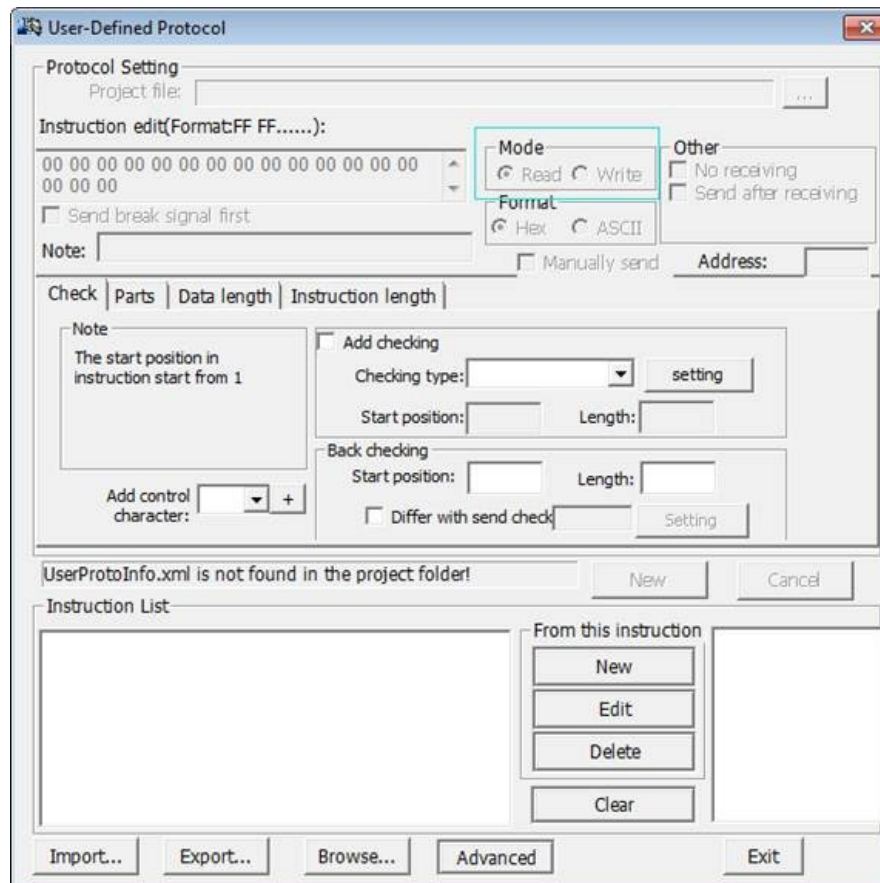 User-Defined Protocol
Protocol Setting
Project file:
...
Instruction edit(Format:FF FF......):
00 00 00 00 00 00 00 00 00 00 00 00 00 00
00 00 00
Mode
Read Write
Other
No receiving
Send after receiving
Send break signal first
Format
Hex ASCII
Note:
Manually send
Address:
Check Parts Data length Instruction length
Note
The start position in
instruction start from 1
Add checking
Checking type:
setting
Start position:
Length:
Back checking
Start position:
Length:
Add control
character:
+
Differ with send check
Setting
UserProtoInfo.xml is not found in the project folder!
New
Cancel
Instruction List
From this instruction
New
Edit
Delete
Clear
Import... Export... Browse... Advanced Exit